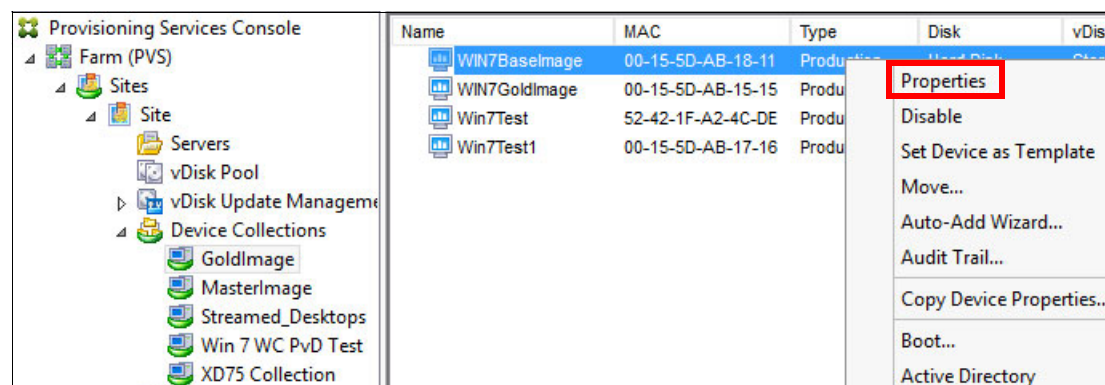 Provisioning Services Console
Farm (PVS)
Sites
Site
Servers
vDisk Pool
vDisk Update Manageme
Device Collections
GoldImage
MasterImage
Streamed_Desktops
Win 7 WC PvD Test
XD75 Collection
Name MAC Type Disk vDis
WIN7BaseImage 00-15-5D-AB-18-11 Production Hard Disk
WIN7GoldImage 00-15-5D-AB-15-15 Produ
Win7Test 52-42-1F-A2-4C-DE Produ
Win7Test1 00-15-5D-AB-17-16 Produ
Properties
Disable
Set Device as Template
Move...
Auto-Add Wizard...
Audit Trail...
Copy Device Properties..
Boot...
Active Directory